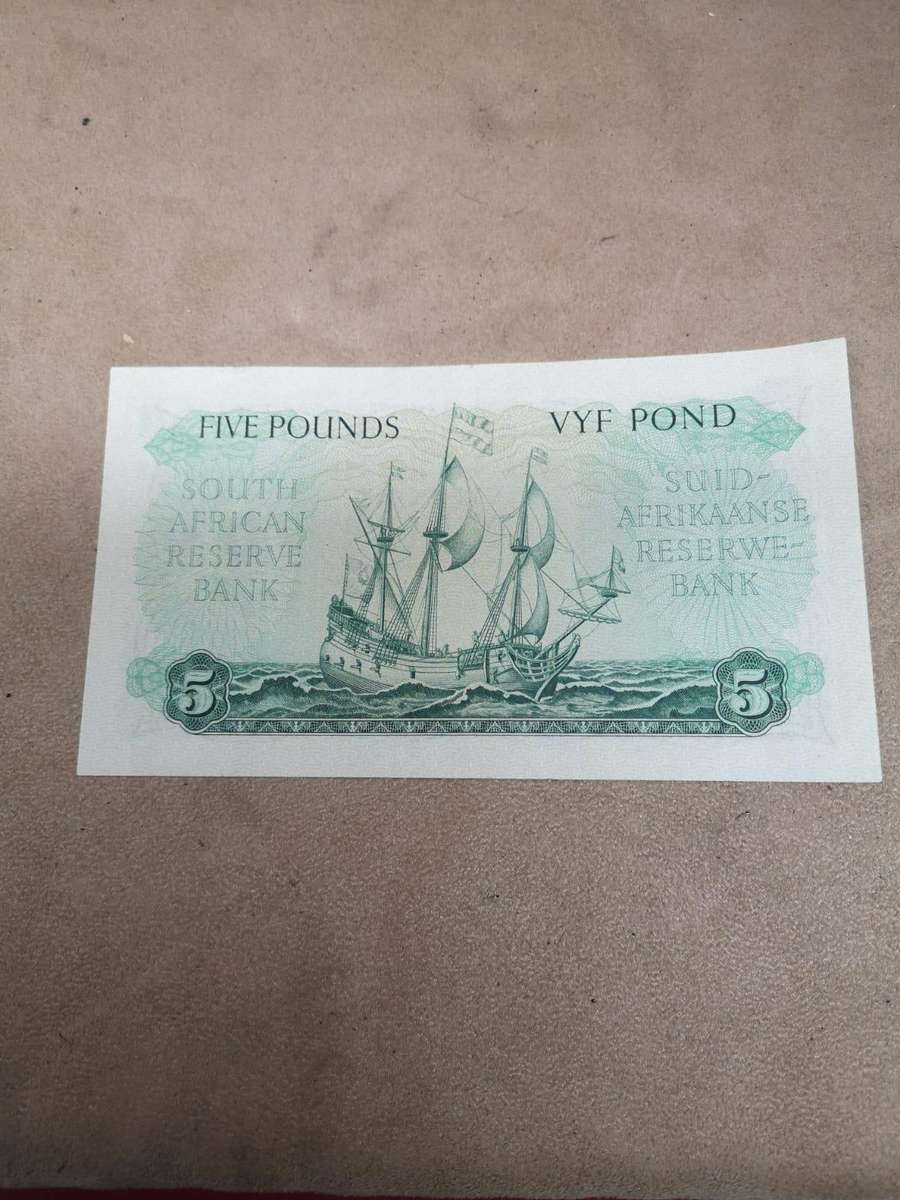 FIVE POUNDS
VYF POND
SOUTH
AFRICAN
RESERVE
BANK
SUID-
AFRIKAANSE
RESERWE-
BANK
5
5